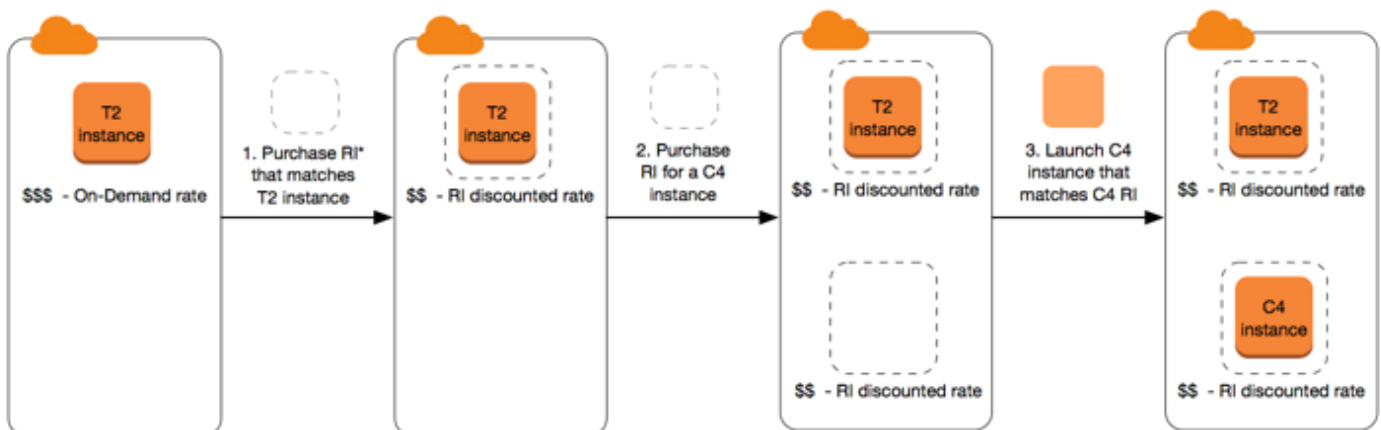 T2
instance
$$$ - On-Demand rate
1. Purchase RI*
that matches
T2 instance
T2
instance
$$ - RI discounted rate
2. Purchase
RI for a C4
instance
T2
instance
$$ - RI discounted rate
$$ - RI discounted rate
3. Launch C4
instance that
matches C4 RI
T2
instance
$$ - RI discounted rate
C4
instance
$$ - RI discounted rate